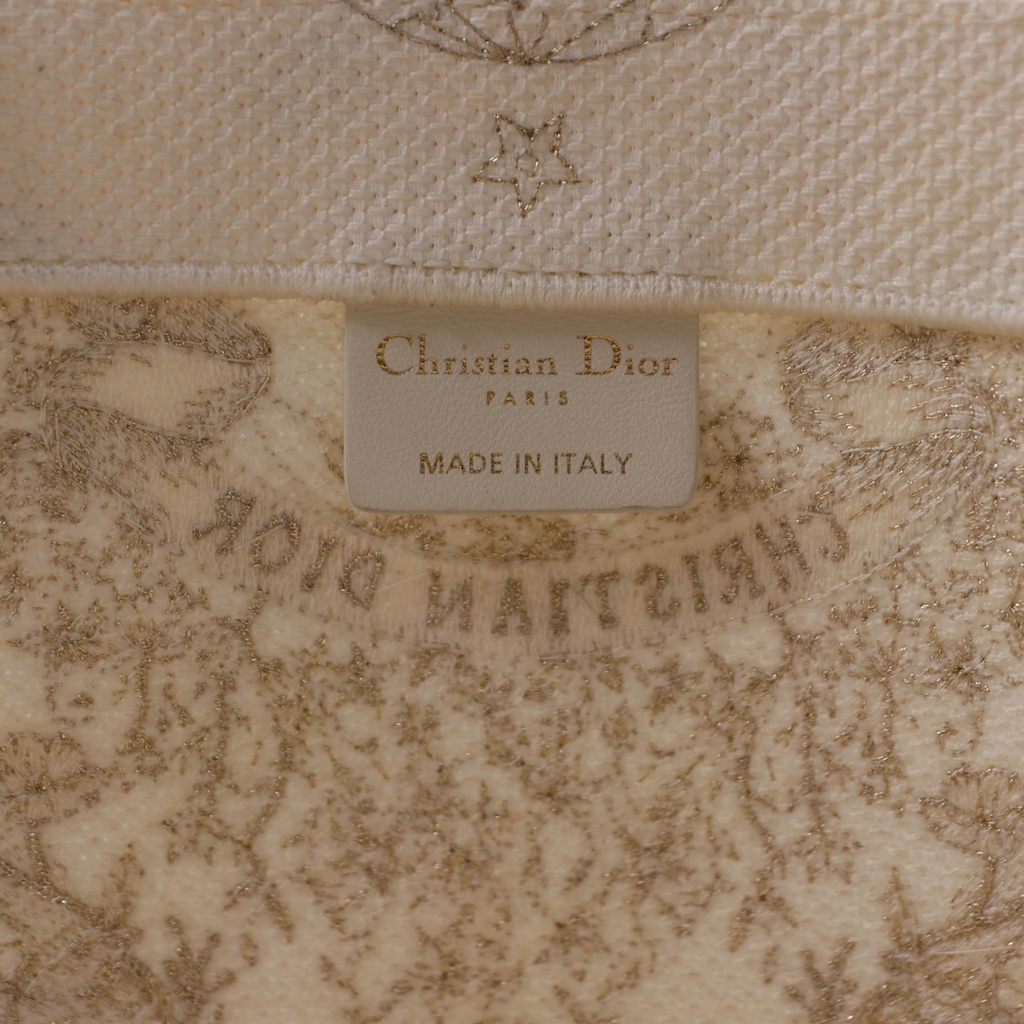 Christian Dior
PARIS
MADE IN ITALY
CHRISTIAN DIOR